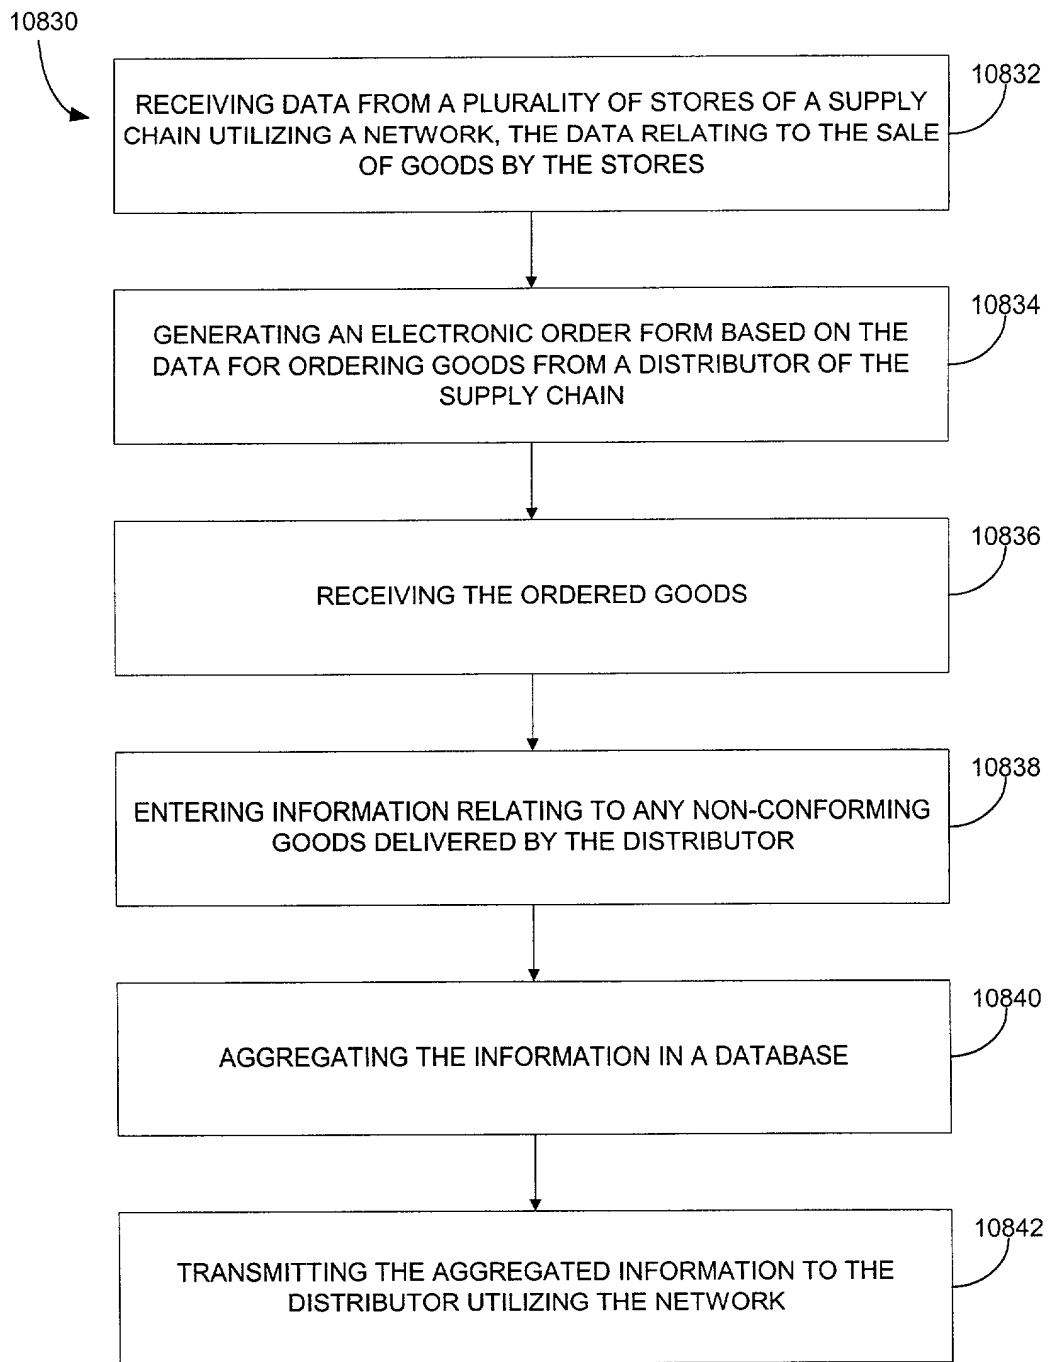 10830
10832
RECEIVING DATA FROM A PLURALITY OF STORES OF A SUPPLY
CHAIN UTILIZING A NETWORK, THE DATA RELATING TO THE SALE
OF GOODS BY THE STORES
10834
GENERATING AN ELECTRONIC ORDER FORM BASED ON THE
DATA FOR ORDERING GOODS FROM A DISTRIBUTOR OF THE
SUPPLY CHAIN
10836
RECEIVING THE ORDERED GOODS
10838
ENTERING INFORMATION RELATING TO ANY NON-CONFORMING
GOODS DELIVERED BY THE DISTRIBUTOR
10840
AGGREGATING THE INFORMATION IN A DATABASE
10842
TRANSMITTING THE AGGREGATED INFORMATION TO THE
DISTRIBUTOR UTILIZING THE NETWORK